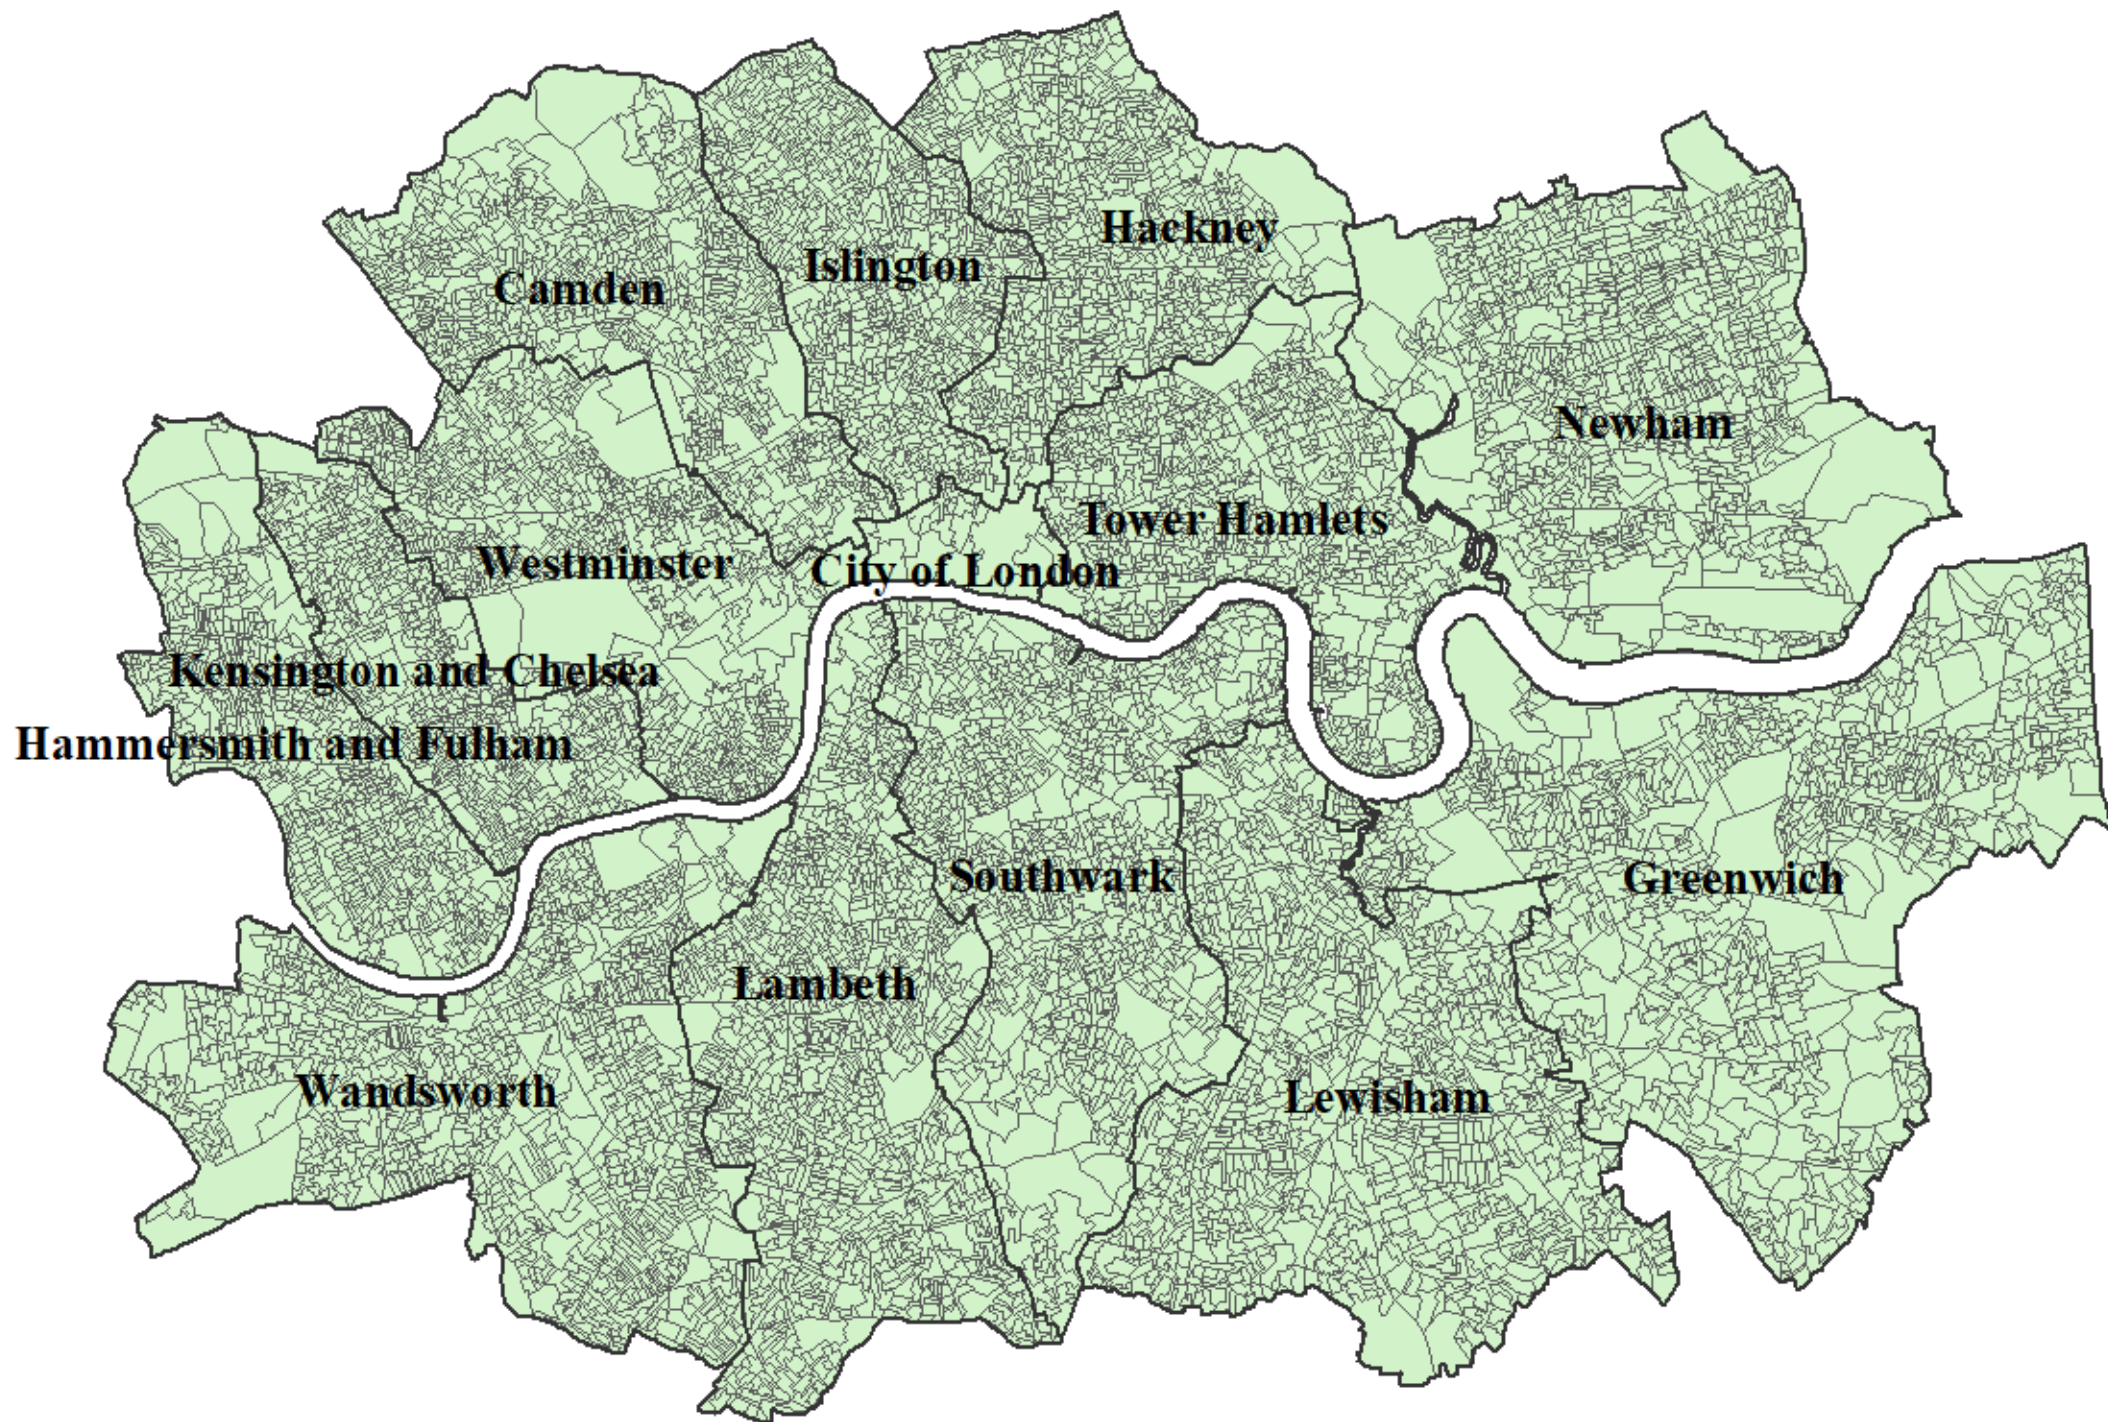 Hackney
Islington
Camden
Newham
Tower Hamlets
Westminster
City of London
Kensington and Chelsea
Hammersmith and Fulham
Southwark
Greenwich
Lambeth
Wandsworth
Lewisham